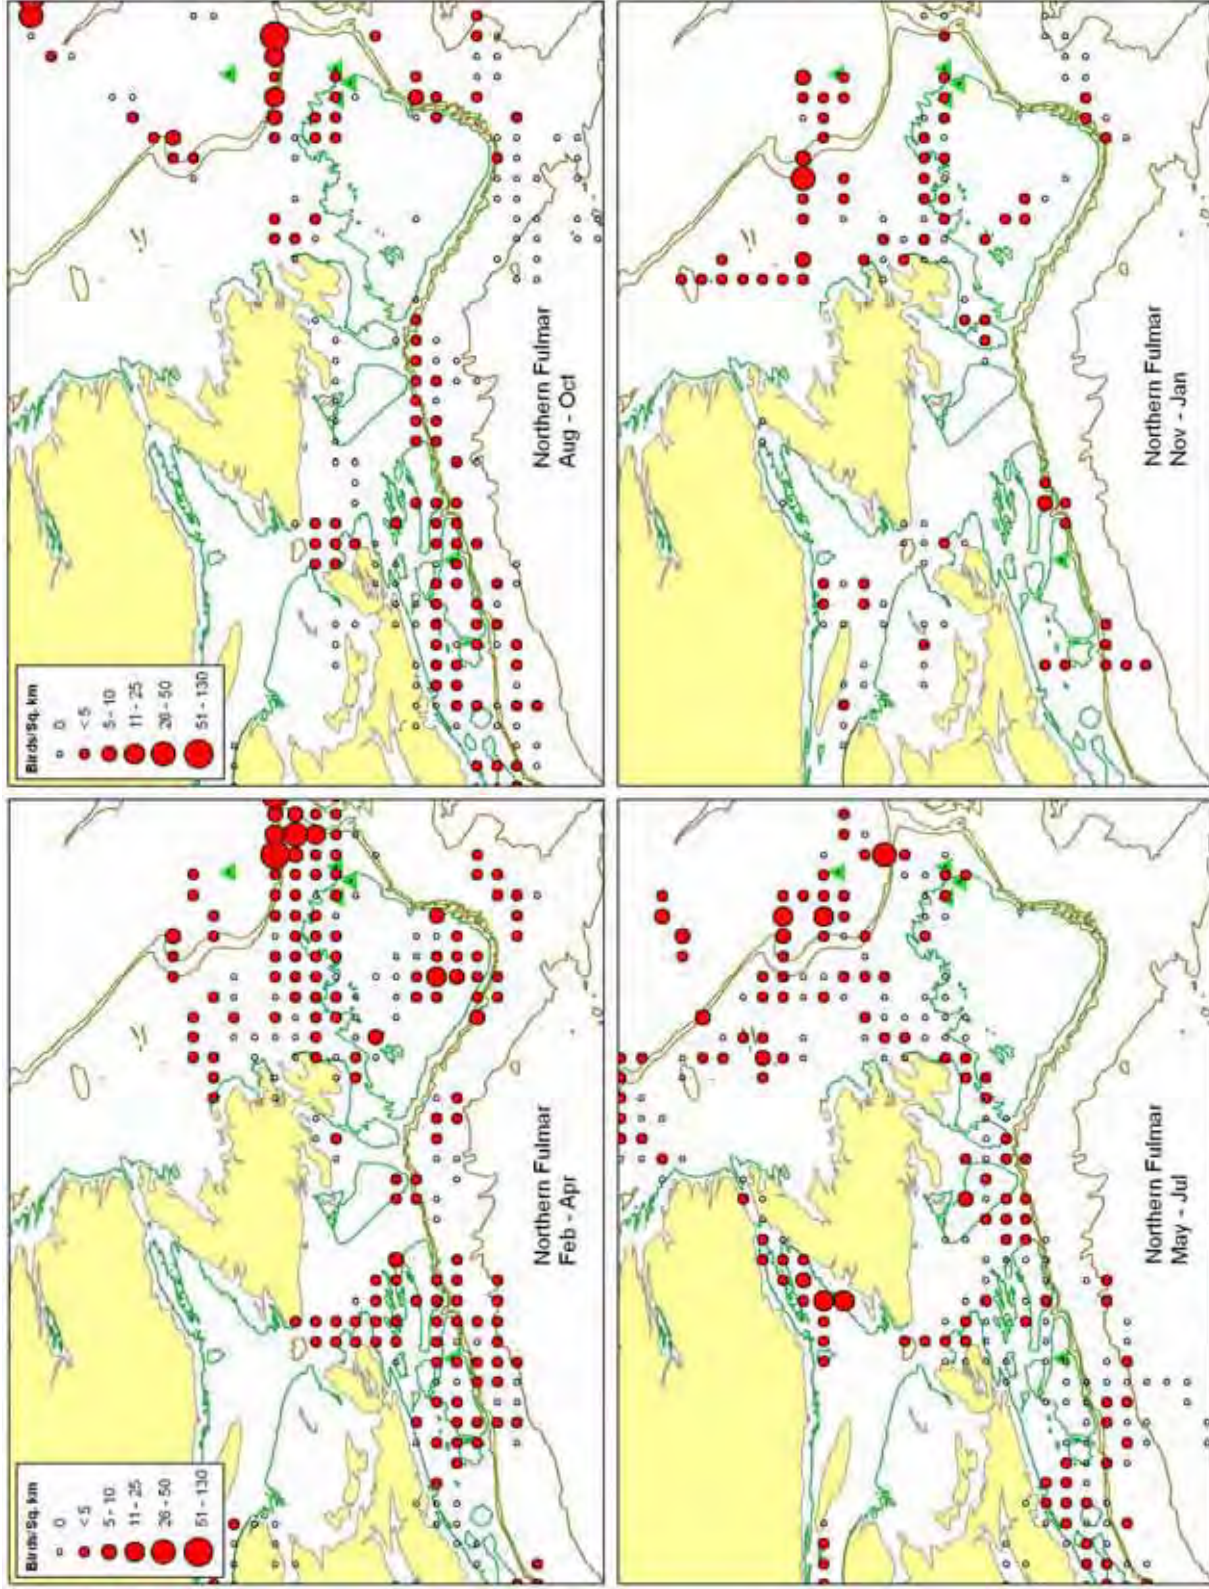 Birds/Sq. km
0
< 5
5 - 10
11 - 25
26 - 50
51 - 130
Northern Fulmar
Feb - Apr
Birds/Sq. km
0
< 5
5 - 10
11 - 25
26 - 50
51 - 130
Northern Fulmar
Aug - Oct
Northern Fulmar
May - Jul
Northern Fulmar
Nov - Jan